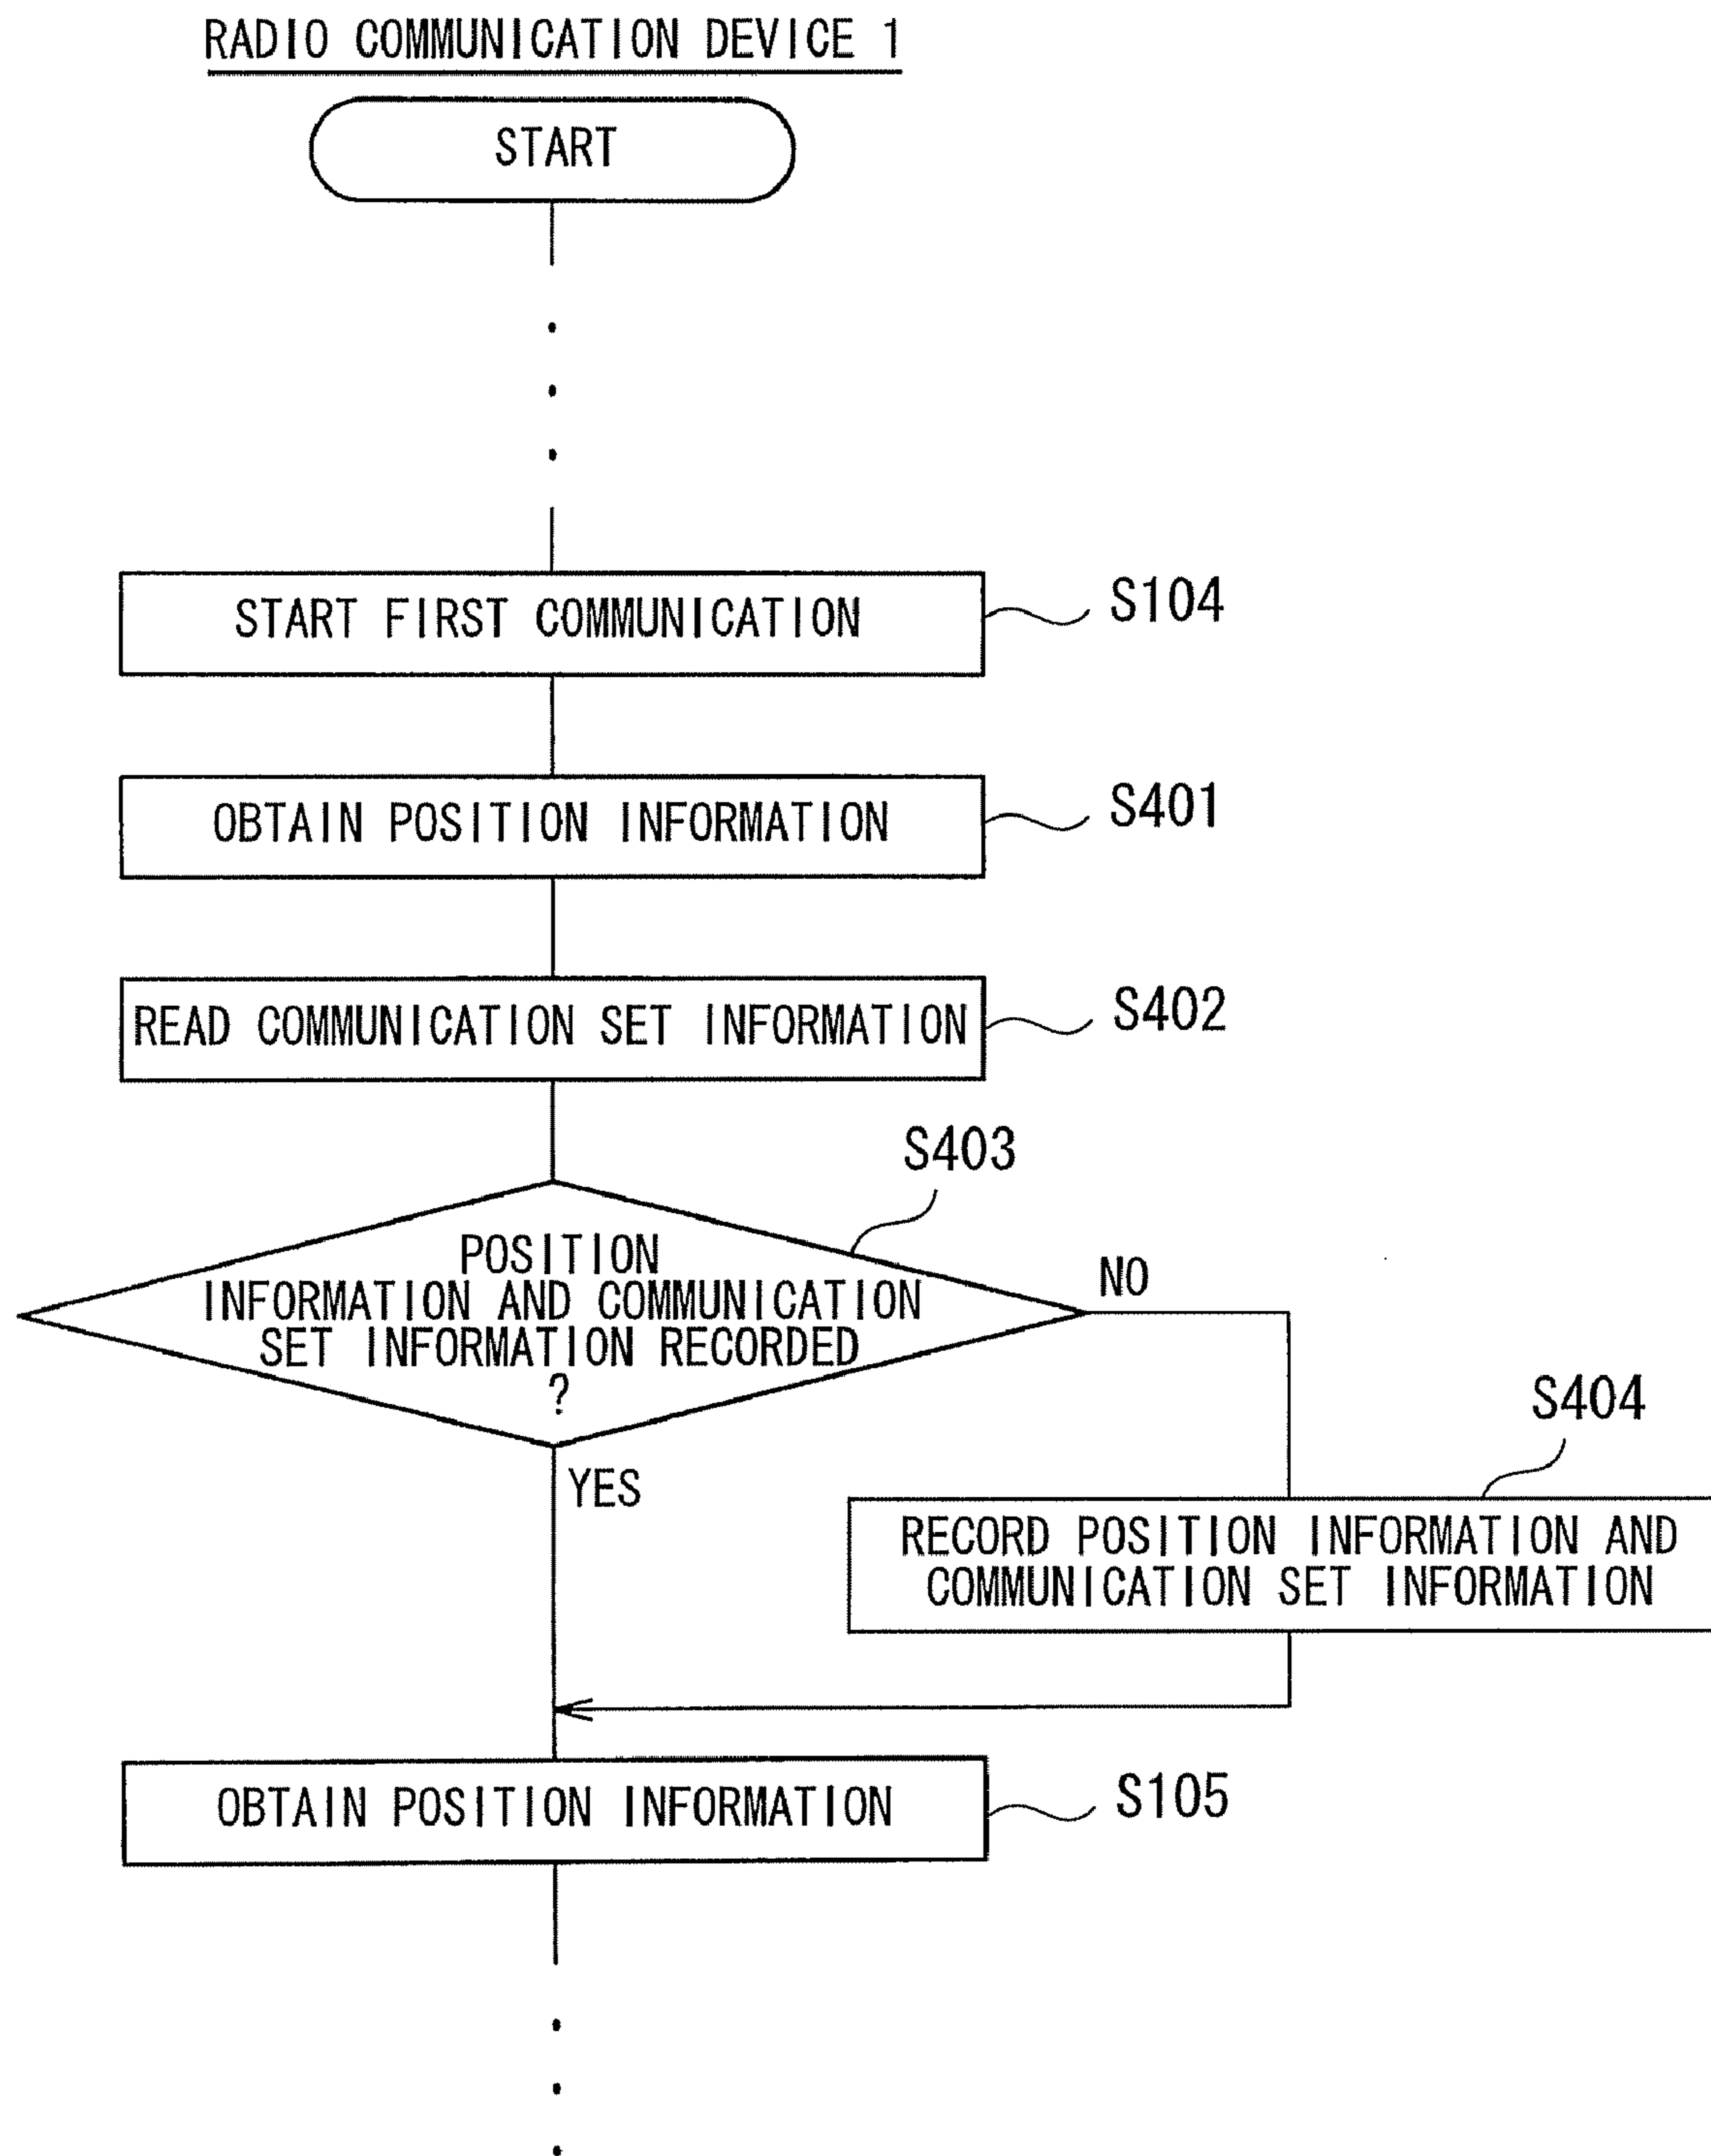 RADIO COMMUNICATION DEVICE 1
START
START FIRST COMMUNICATION
S104
OBTAIN POSITION INFORMATION
S401
READ COMMUNICATION SET INFORMATION
S402
S403
POSITION
INFORMATION AND COMMUNICATION
SET INFORMATION RECORDED
?
NO
YES
S404
RECORD POSITION INFORMATION AND
COMMUNICATION SET INFORMATION
OBTAIN POSITION INFORMATION
S105